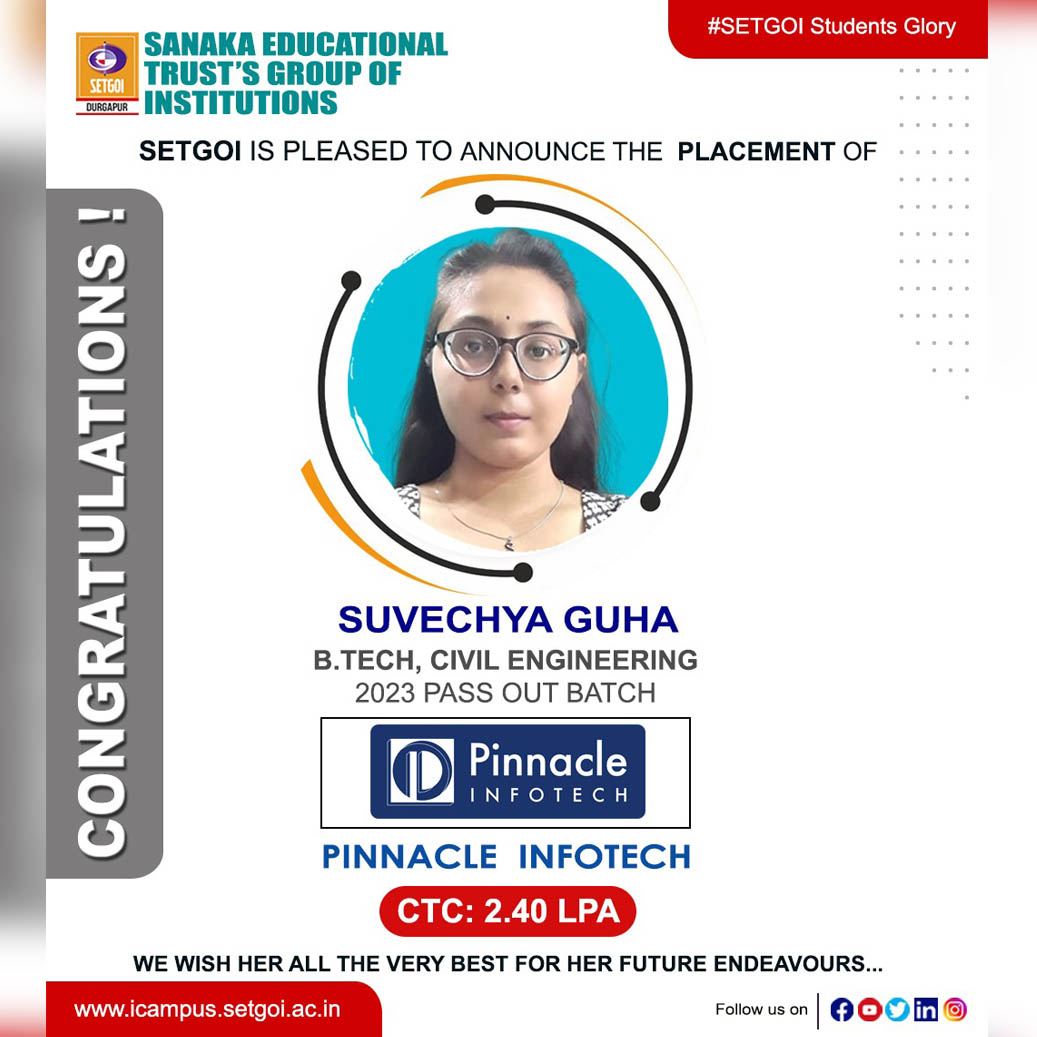 #SETGOI Students Glory
SETGOI
DURGAPUR
SANAKA EDUCATIONAL
TRUST'S GROUP OF
INSTITUTIONS
SETGOI IS PLEASED TO ANNOUNCE THE PLACEMENT OF
CONGRATULATIONS !
SUVECHYA GUHA
B.TECH, CIVIL ENGINEERING
2023 PASS OUT BATCH
Pinnacle
INFOTECH
PINNACLE INFOTECH
CTC: 2.40 LPA
WE WISH HER ALL THE VERY BEST FOR HER FUTURE ENDEAVOURS...
www.icampus.setgoi.ac.in
Follow us on